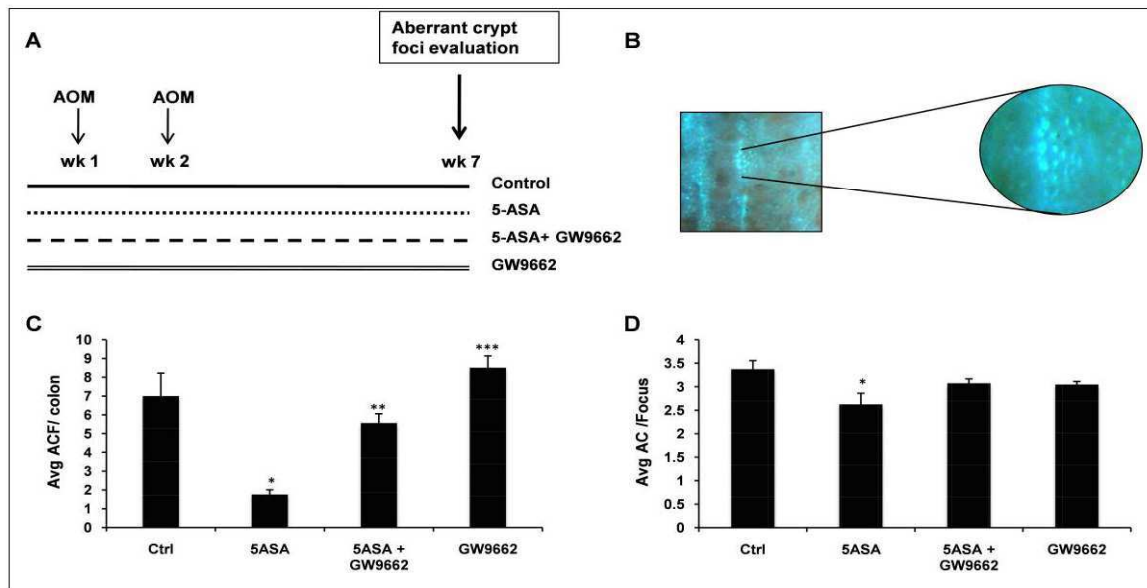 A
Aberrant crypt
foci evaluation
AOM
AOM
wk 1
wk 2
wk 7
Control
5-ASA
5-ASA+ GW9662
GW9662
B
C
Avg ACF/ colon
10
9
8
7
6
5
4
3
2
1
0
*
**
***
Ctrl
5ASA
5ASA +
GW9662
GW9662
D
Avg AC /Focus
4
3.5
3
2.5
2
1.5
1
0.5
0
*
Ctrl
5ASA
5ASA +
GW9662
GW9662